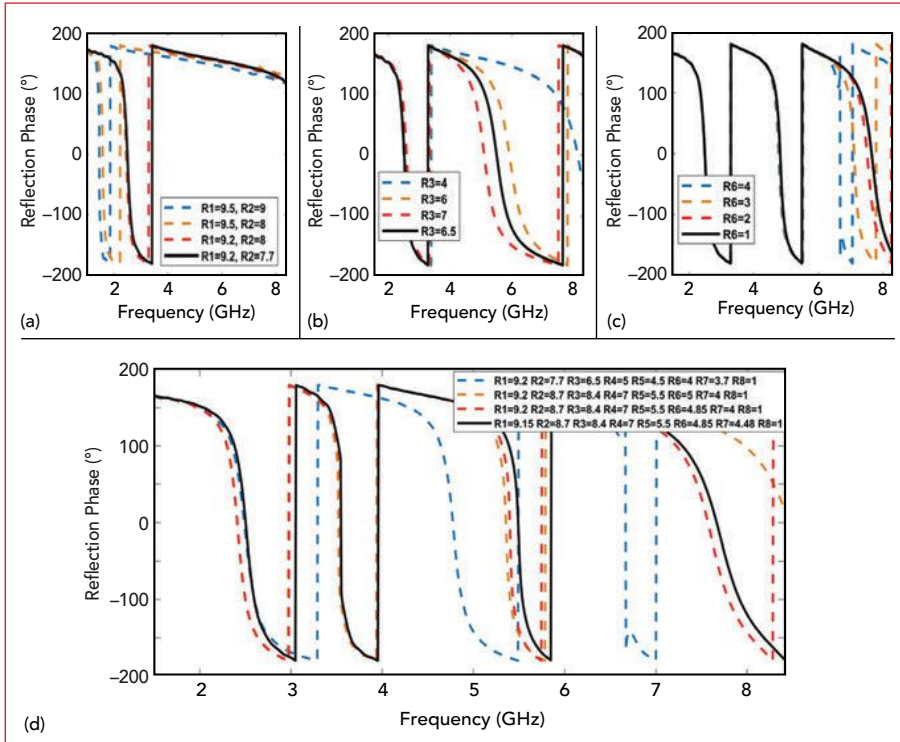 200
100
0
−100
−200
Reflection Phase (°)
R1=9.5, R2=9
R1=9.5, R2=8
R1=9.2, R2=8
R1=9.2, R2=7.7
2 4 6 8
Frequency (GHz)
(a)
200
100
0
−100
−200
Reflection Phase (°)
R3=4
R3=6
R3=7
R3=6.5
2 4 6 8
Frequency (GHz)
(b)
200
100
0
−100
−200
Reflection Phase (°)
R6=4
R6=3
R6=2
R6=1
2 4 6 8
Frequency (GHz)
(c)
200
100
0
−100
−200
Reflection Phase (°)
R1=9.2 R2=7.7 R3=6.5 R4=5 R5=4.5 R6=4 R7=3.7 R8=1
R1=9.2 R2=8.7 R3=8.4 R4=7 R5=5.5 R6=5 R7=4 R8=1
R1=9.2 R2=8.7 R3=8.4 R4=7 R5=5.5 R6=4.85 R7=4 R8=1
R1=9.15 R2=8.7 R3=8.4 R4=7 R5=5.5 R6=4.85 R7=4.48 R8=1
2 3 4 5 6 7 8
Frequency (GHz)
(d)